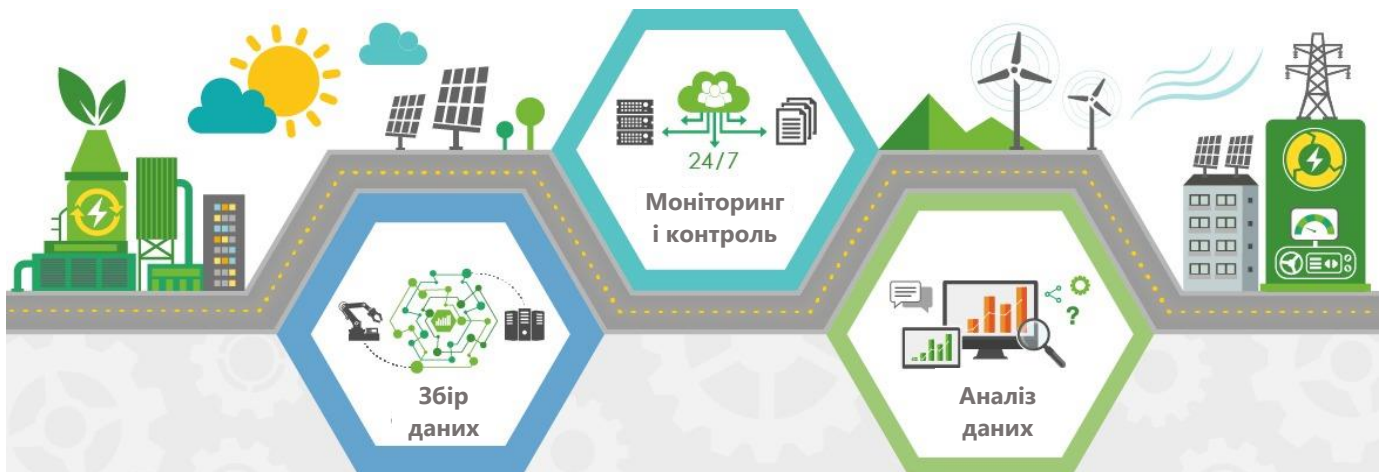 24/7
Моніторинг
і контроль
Збір
даних
Аналіз
даних
?